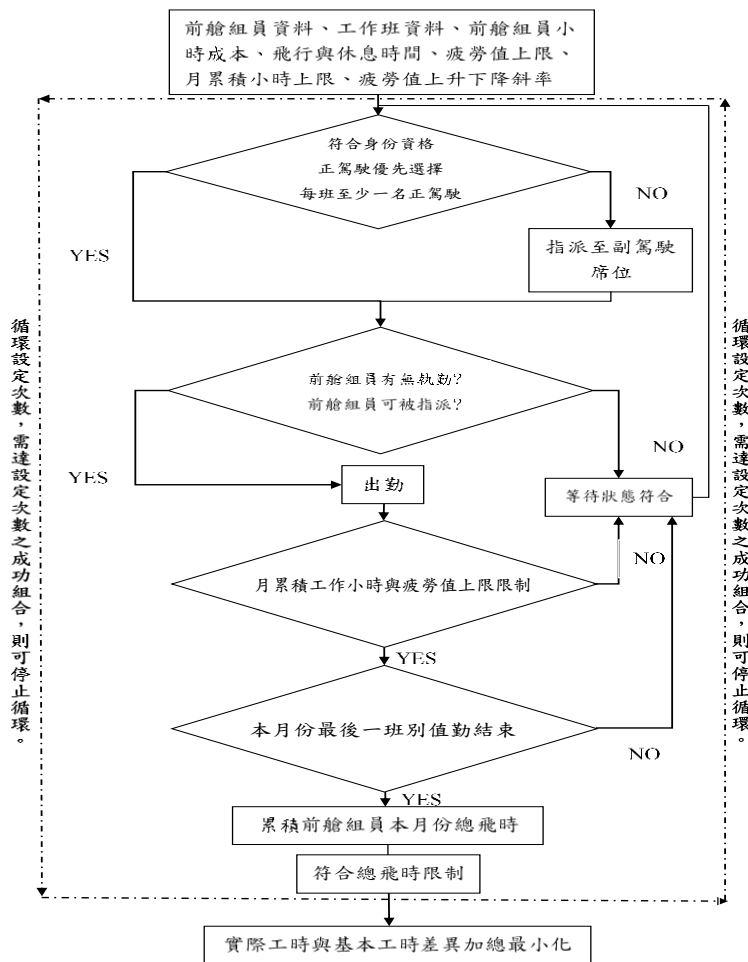 前艙組員資料、工作班資料、前艙組員小
時成本、飛行與休息時間、疲勞值上限、
月累積小時上限、疲勞值上升下降斜率
符合身份資格
正駕駛優先選擇
每班至少一名正駕駛
NO
YES
指派至副駕駛
席位
循環設定次數，需達設定次數之成功組合，則可停止循環。
循環設定次數，需達設定次數之成功組合，則可停止循環。
前艙組員有無執勤?
前艙組員可被指派?
NO
YES
出勤
等待狀態符合
月累積工作小時與疲勞值上限限制
NO
YES
本月份最後一班別值勤結束
NO
YES
累積前艙組員本月份總飛時
符合總飛時限制
實際工時與基本工時差異加總最小化